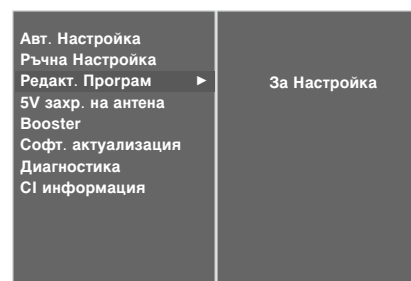 Авт. Настройка
Ръчна Настройка
Редакт. Програм ►
За Настройка
5V захр. на антена
Booster
Софт. актуализация
Диагностика
CI информация